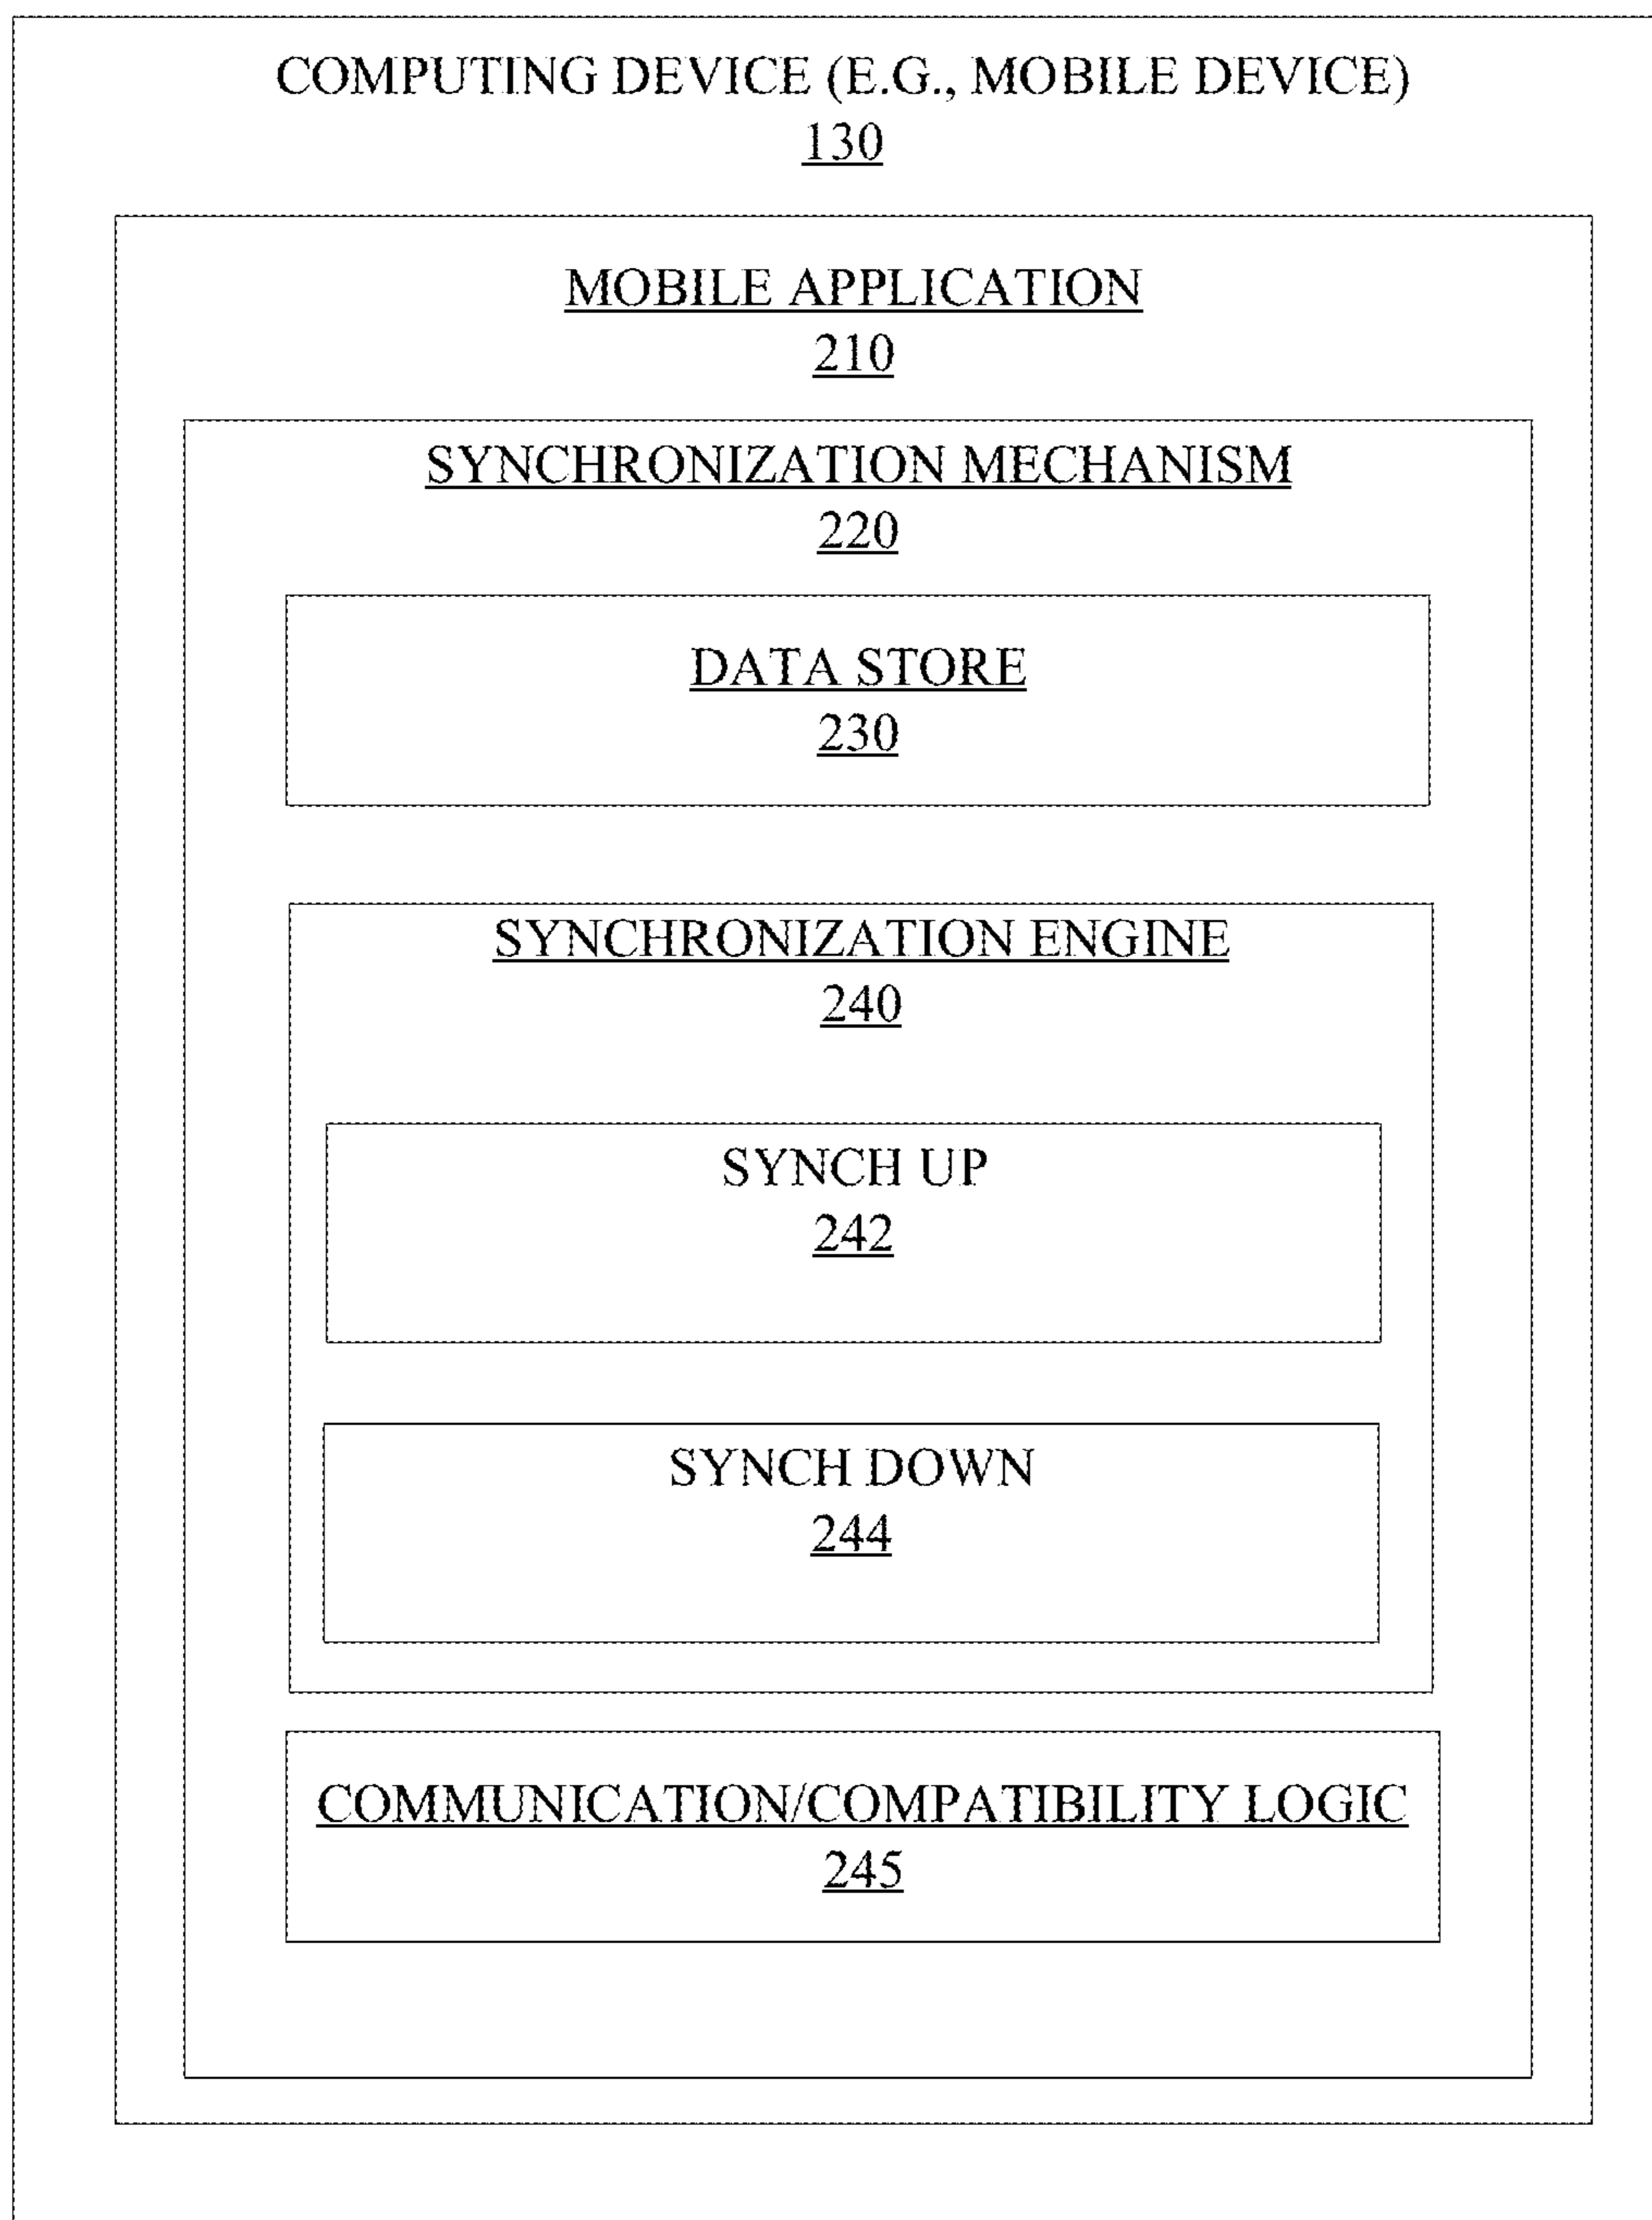 COMPUTING DEVICE (E.G., MOBILE DEVICE)
130
MOBILE APPLICATION
210
SYNCHRONIZATION MECHANISM
220
DATA STORE
230
SYNCHRONIZATION ENGINE
240
SYNCH UP
242
SYNCH DOWN
244
COMMUNICATION/COMPATIBILITY LOGIC
245